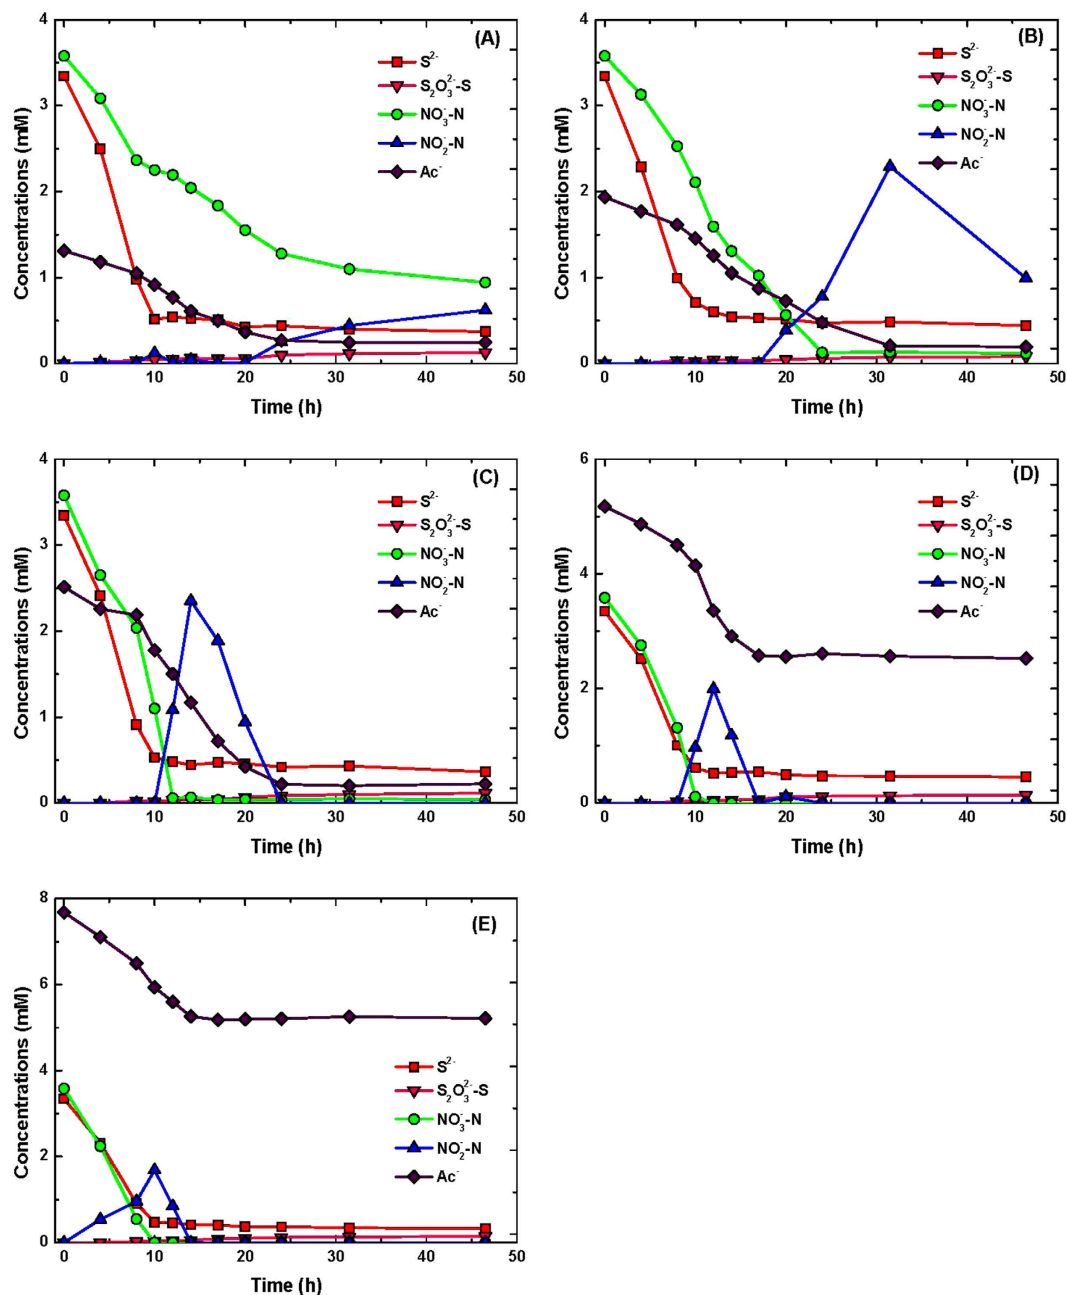 (A)
S²⁻
S₂O₃²⁻-S
NO₃⁻-N
NO₂⁻-N
Ac⁻
Concentrations (mM)
4
3
2
1
0
0 10 20 30 40 50
Time (h)
(B)
S²⁻
S₂O₃²⁻-S
NO₃⁻-N
NO₂⁻-N
Ac⁻
Concentrations (mM)
4
3
2
1
0
0 10 20 30 40 50
Time (h)
(C)
S²⁻
S₂O₃²⁻-S
NO₃⁻-N
NO₂⁻-N
Ac⁻
Concentrations (mM)
4
3
2
1
0
0 10 20 30 40 50
Time (h)
(D)
S²⁻
S₂O₃²⁻-S
NO₃⁻-N
NO₂⁻-N
Ac⁻
Concentrations (mM)
6
4
2
0
0 10 20 30 40 50
Time (h)
(E)
S²⁻
S₂O₃²⁻-S
NO₃⁻-N
NO₂⁻-N
Ac⁻
Concentrations (mM)
8
6
4
2
0
0 10 20 30 40 50
Time (h)